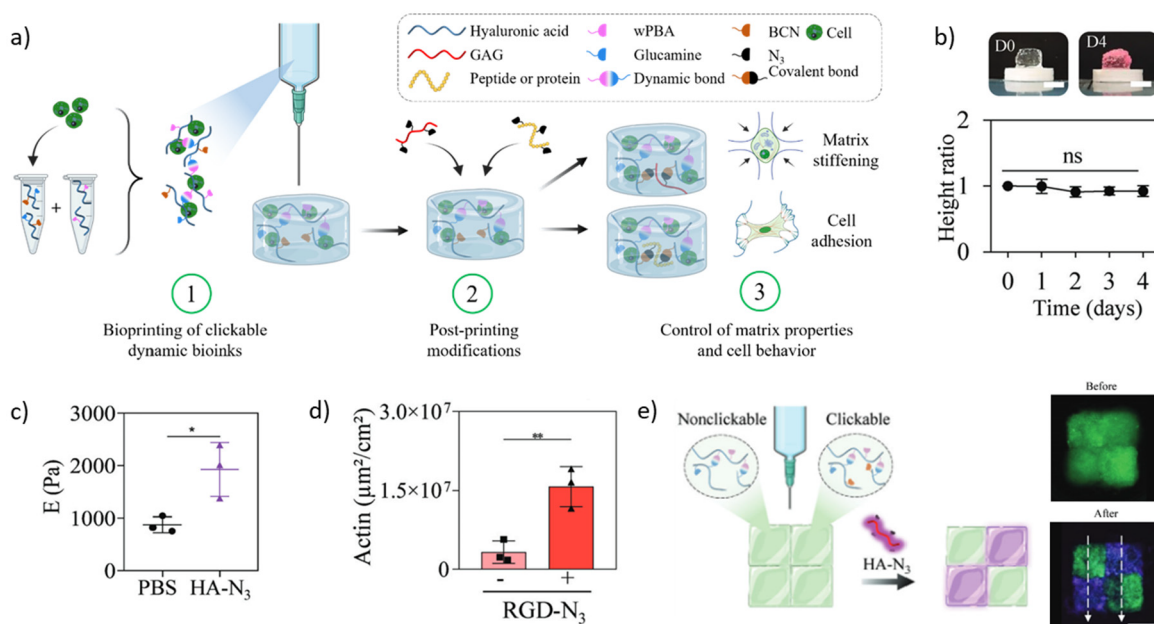 a)
Hyaluronic acid
wPBA
BCN
Cell
GAG
Glucamine
N₃
Peptide or protein
Dynamic bond
Covalent bond
+
Matrix
stiffening
Cell
adhesion
1
2
3
Bioprinting of clickable
dynamic bioinks
Post-printing
modifications
Control of matrix properties
and cell behavior
b)
D0
D4
Height ratio
2
1
0
ns
0 1 2 3 4
Time (days)
c)
E (Pa)
3000
2000
1000
0
*
PBS HA-N₃
d)
Actin (μm²/cm²)
3.0×10⁷
1.5×10⁷
0
**
- +
RGD-N₃
e)
Nonclickable
Clickable
HA-N₃
Before
After